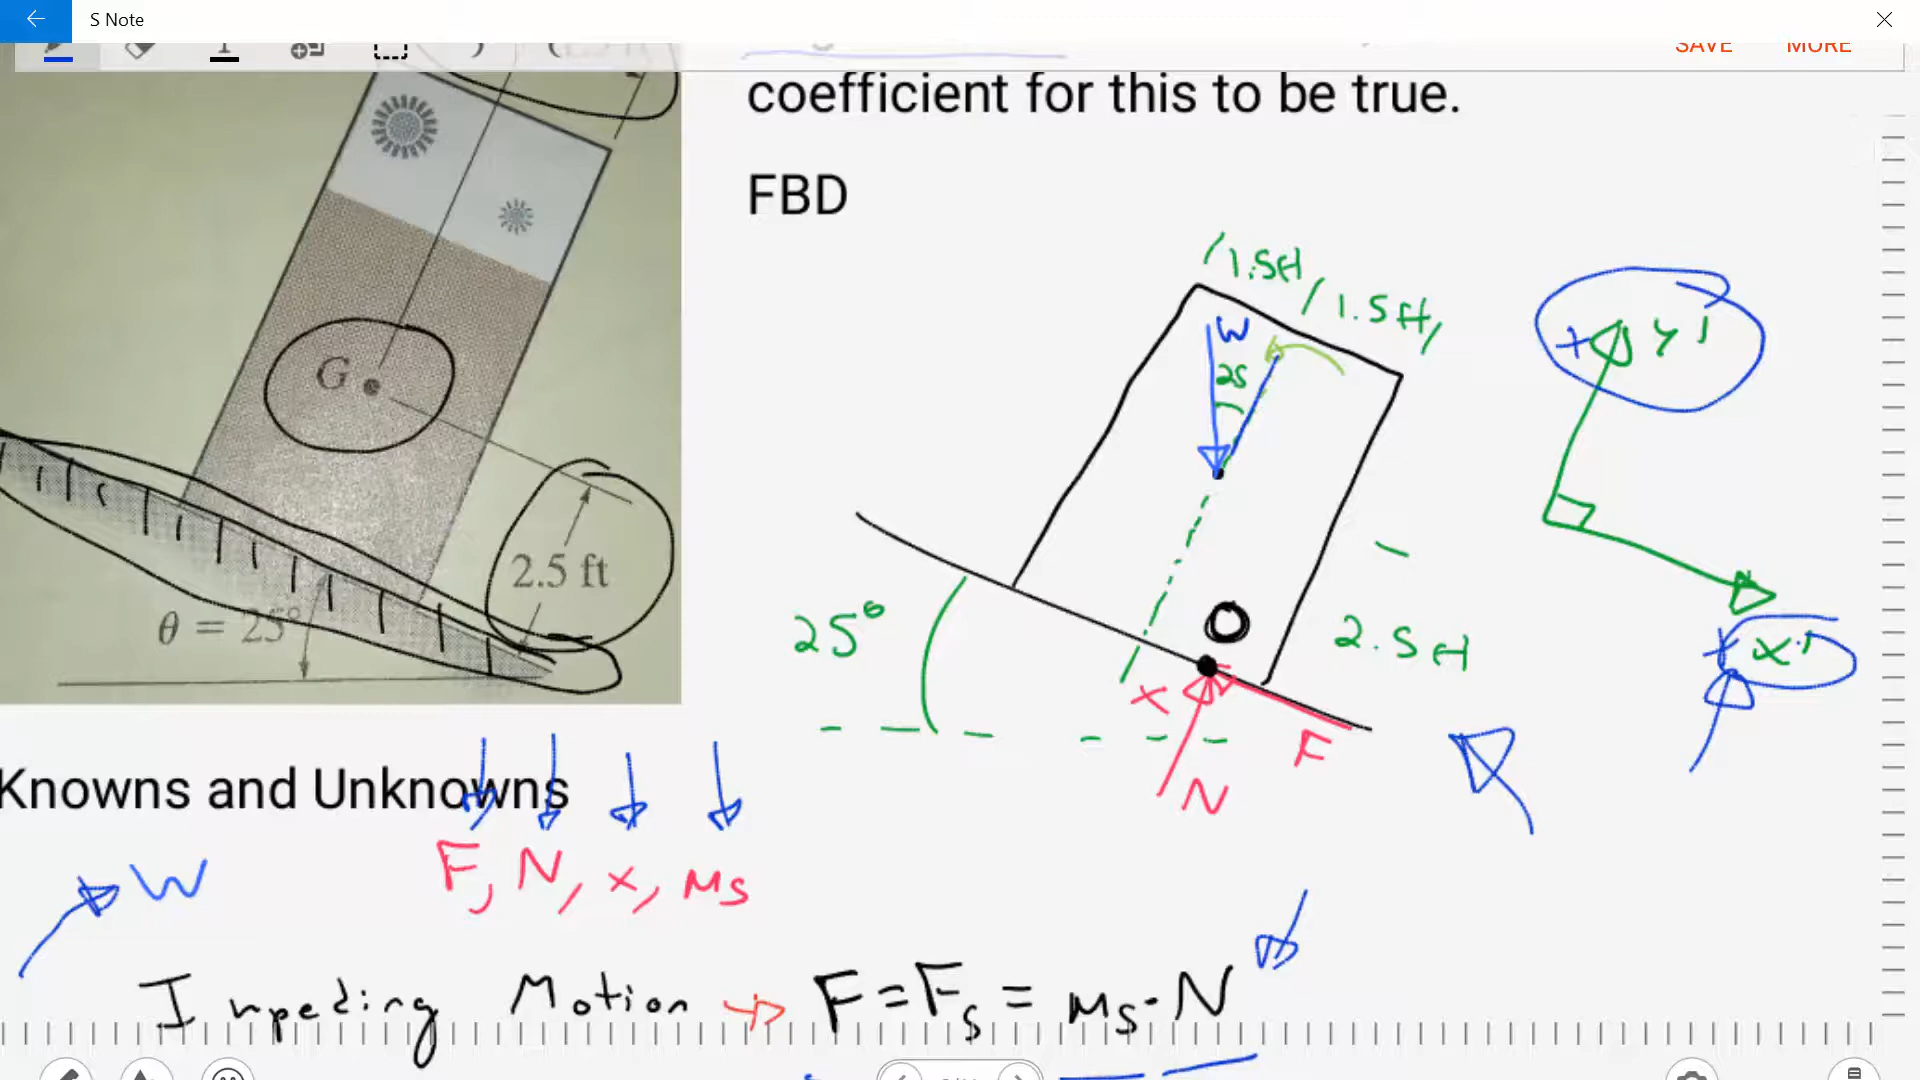 S Note
SAVE MORE
coefficient for this to be true.
FBD
/1.5ft/1.5ft/
W
25
+y'
G
2.5 ft
θ = 25°
25°
O
2.5ft
+x'
x
F
N
Knowns and Unknowns
W
F, N, x, μs
Impeding Motion → F = Fs = μs · N